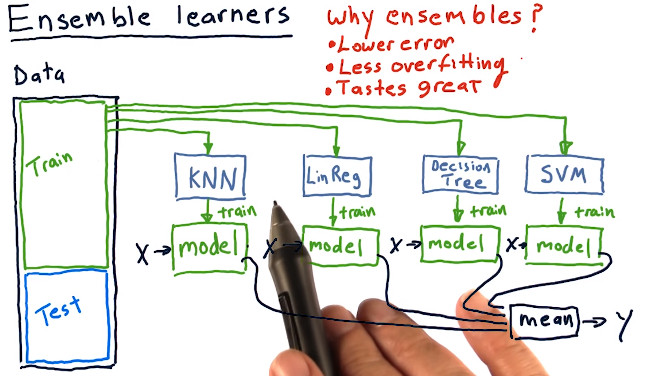 Ensemble learners
why ensembles?
• Lower error
• Less overfitting
• Tastes great
Data
Train
Test
KNN
LinReg
Decision
Tree
SVM
train
train
train
train
X
model
X
model
X
model
X
model
mean
Y